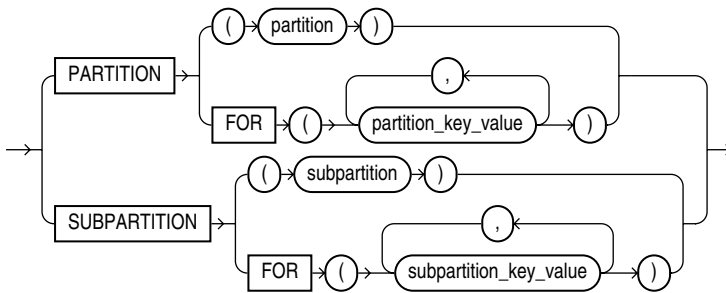 ( partition )
PARTITION
,
FOR ( partition_key_value )
( subpartition )
SUBPARTITION
,
FOR ( subpartition_key_value )